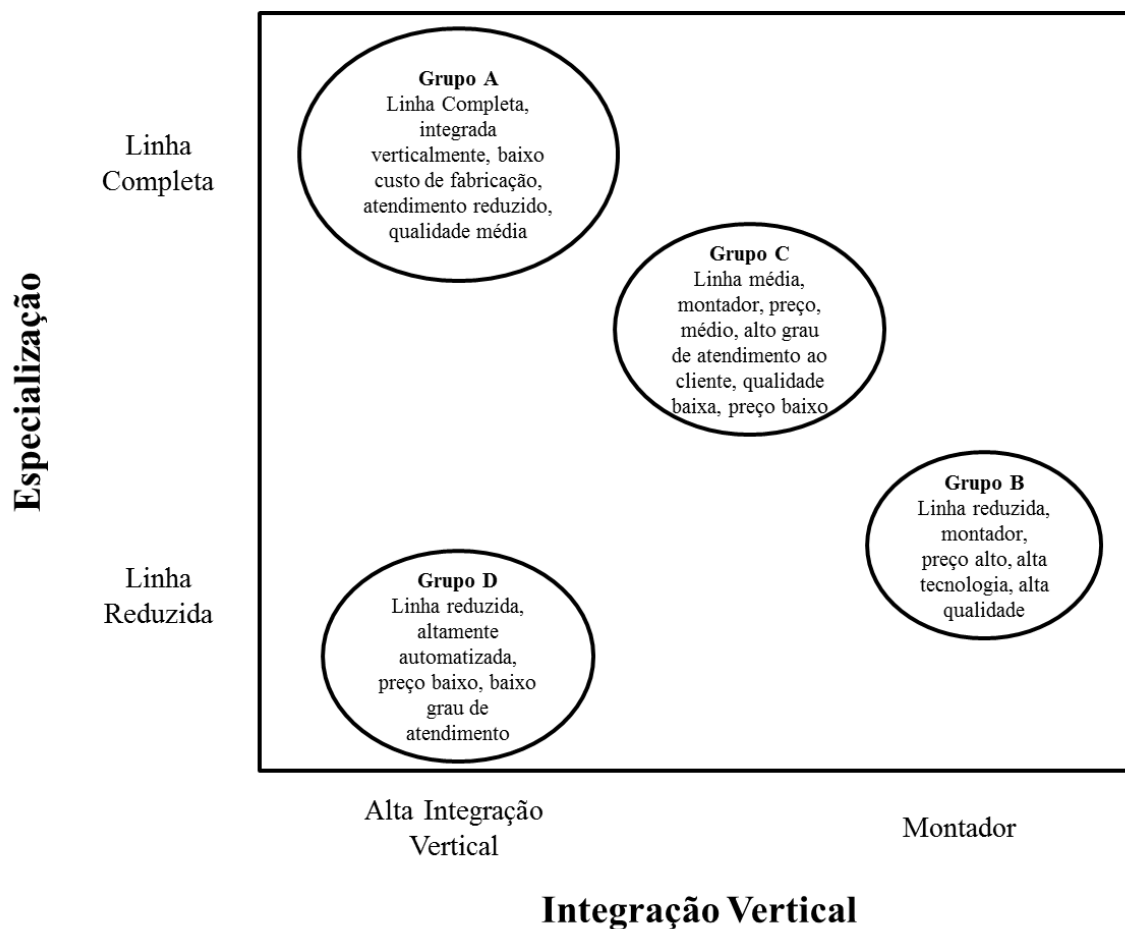 Especialização
Linha
Completa
Grupo A
Linha Completa,
integrada
verticalmente, baixo
custo de fabricação,
atendimento reduzido,
qualidade média
Grupo C
Linha média,
montador, preço,
médio, alto grau
de atendimento ao
cliente, qualidade
baixa, preço baixo
Grupo B
Linha reduzida,
montador,
preço alto, alta
tecnologia, alta
qualidade
Linha
Reduzida
Grupo D
Linha reduzida,
altamente
automatizada,
preço baixo, baixo
grau de
atendimento
Alta Integração
Vertical
Montador
Integração Vertical